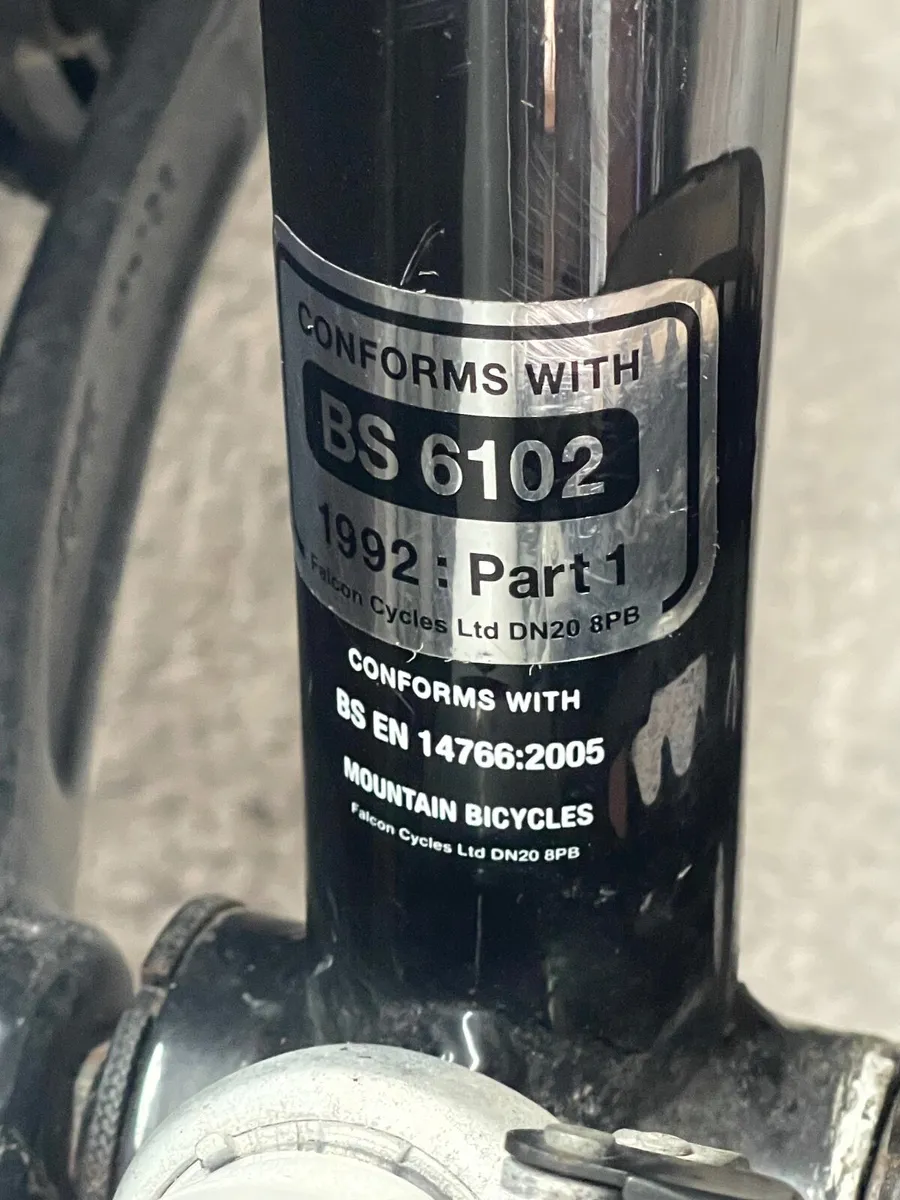 CONFORMS WITH
BS 6102
1992 : Part 1
Falcon Cycles Ltd DN20 8PB
CONFORMS WITH
BS EN 14766:2005
MOUNTAIN BICYCLES
Falcon Cycles Ltd DN20 8PB